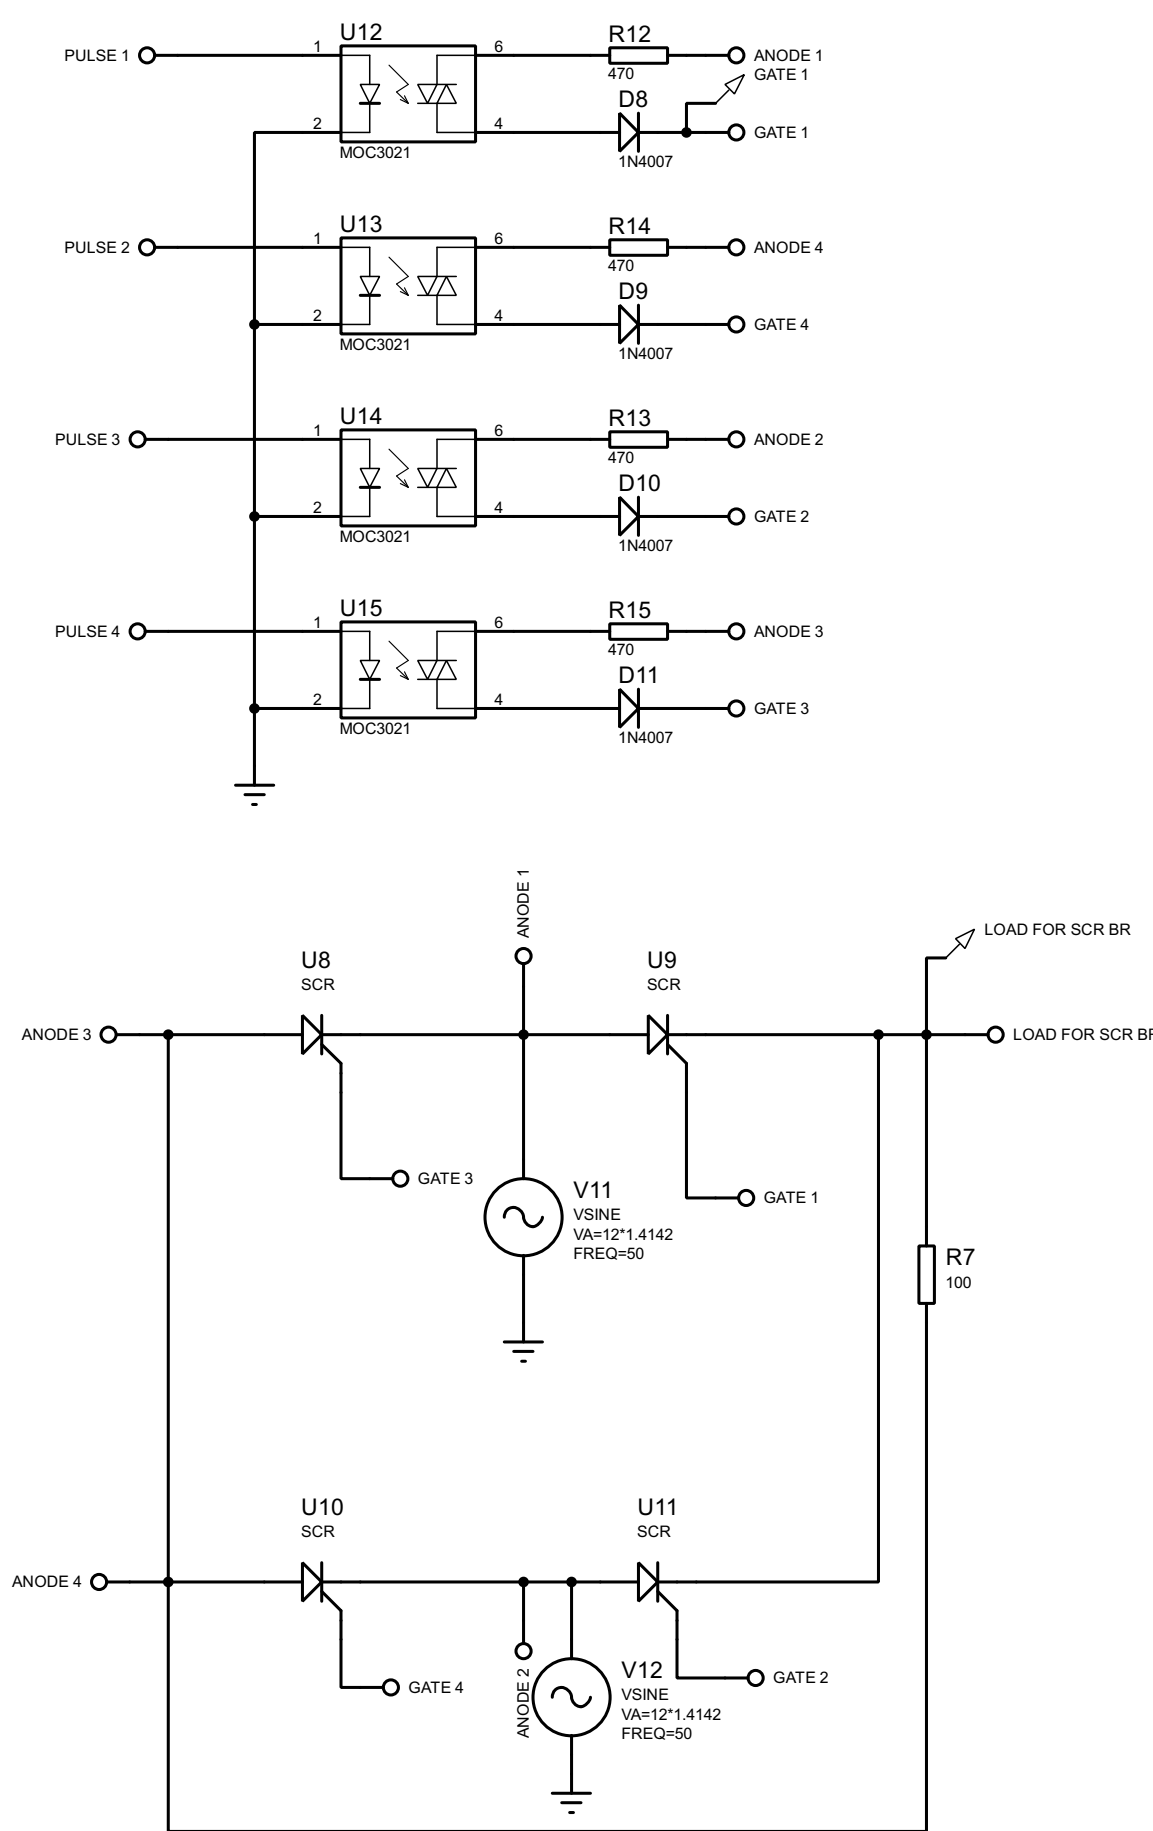 U12
R12
PULSE 1
1
6
ANODE 1
470
GATE 1
D8
2
4
GATE 1
MOC3021
1N4007
U13
R14
PULSE 2
1
6
ANODE 4
470
D9
2
4
GATE 4
MOC3021
1N4007
U14
R13
PULSE 3
1
6
ANODE 2
470
D10
2
4
GATE 2
MOC3021
1N4007
U15
R15
PULSE 4
1
6
ANODE 3
470
D11
2
4
GATE 3
MOC3021
1N4007
ANODE 1
LOAD FOR SCR BR
U8
SCR
U9
SCR
ANODE 3
LOAD FOR SCR BR
GATE 3
V11
VSINE
VA=12*1.4142
FREQ=50
GATE 1
R7
100
U10
SCR
U11
SCR
ANODE 4
GATE 4
ANODE 2
V12
VSINE
VA=12*1.4142
FREQ=50
GATE 2